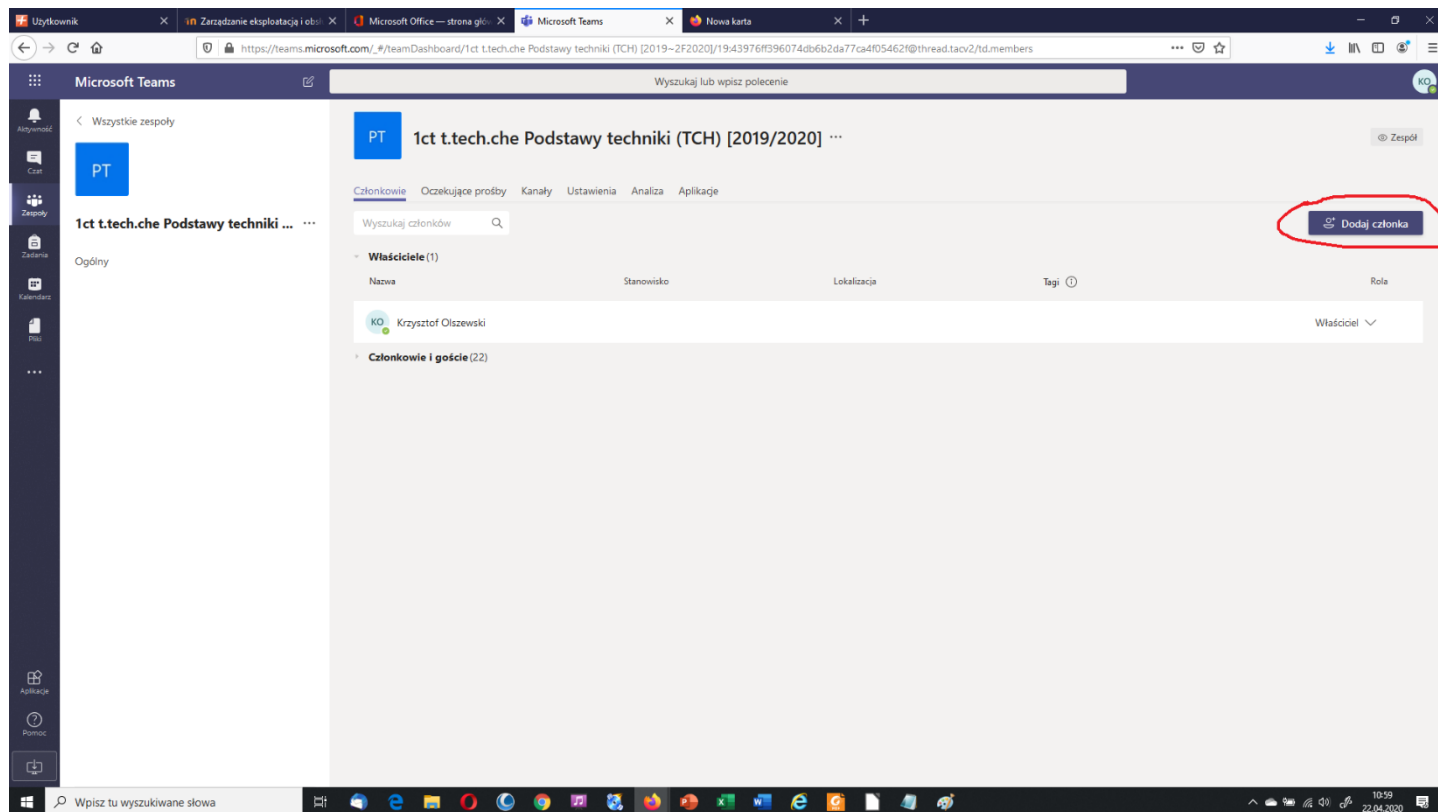 Użytkownik
Zarządzanie eksploatacją i obsł
Microsoft Office — strona głów
Microsoft Teams
Nowa karta
https://teams.microsoft.com/_#/teamDashboard/1ct t.tech.che Podstawy techniki (TCH) [2019~2F2020]/19:43976ff396074db6b2da77ca4f05462f@thread.tacv2/td.members
Microsoft Teams
Wyszukaj lub wpisz polecenie
KO
Aktywność
Czat
Zespoły
Zadania
Kalendarz
Pliki
Aplikacje
Pomoc
Wszystkie zespoły
PT
1ct t.tech.che Podstawy techniki ...
Ogólny
PT
1ct t.tech.che Podstawy techniki (TCH) [2019/2020] ...
Zespół
Członkowie Oczekujące prośby Kanały Ustawienia Analiza Aplikacje
Wyszukaj członków
Dodaj członka
Właściciele (1)
Nazwa Stanowisko Lokalizacja Tagi Rola
KO Krzysztof Olszewski Właściciel
Członkowie i goście (22)
Wpisz tu wyszukiwane słowa
10:59
22.04.2020